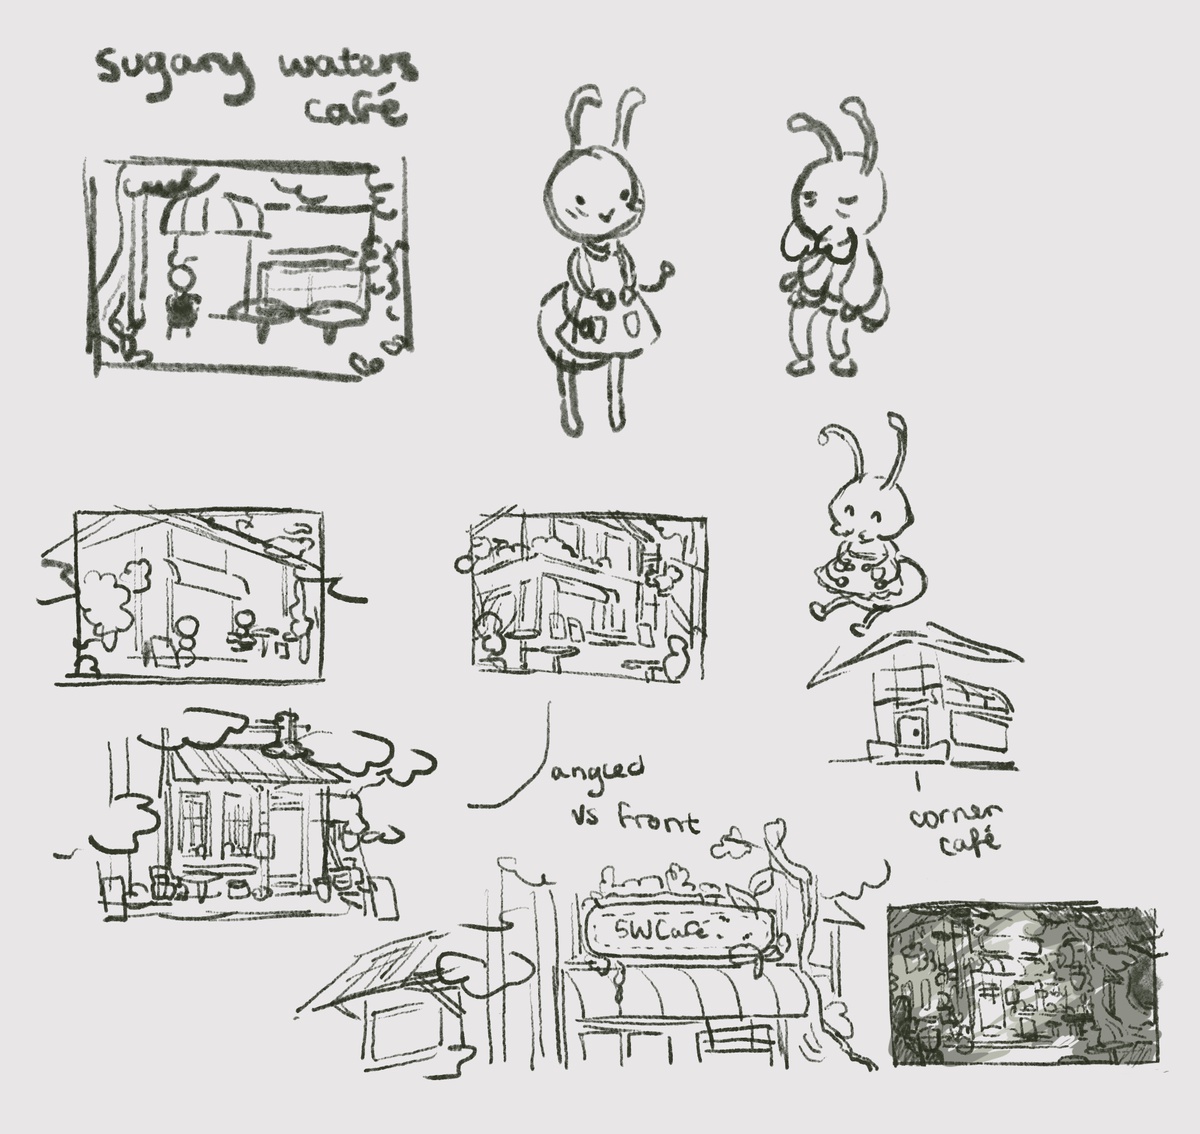 Sugary waters
café
angled
vs front
corner
café
SWCafé